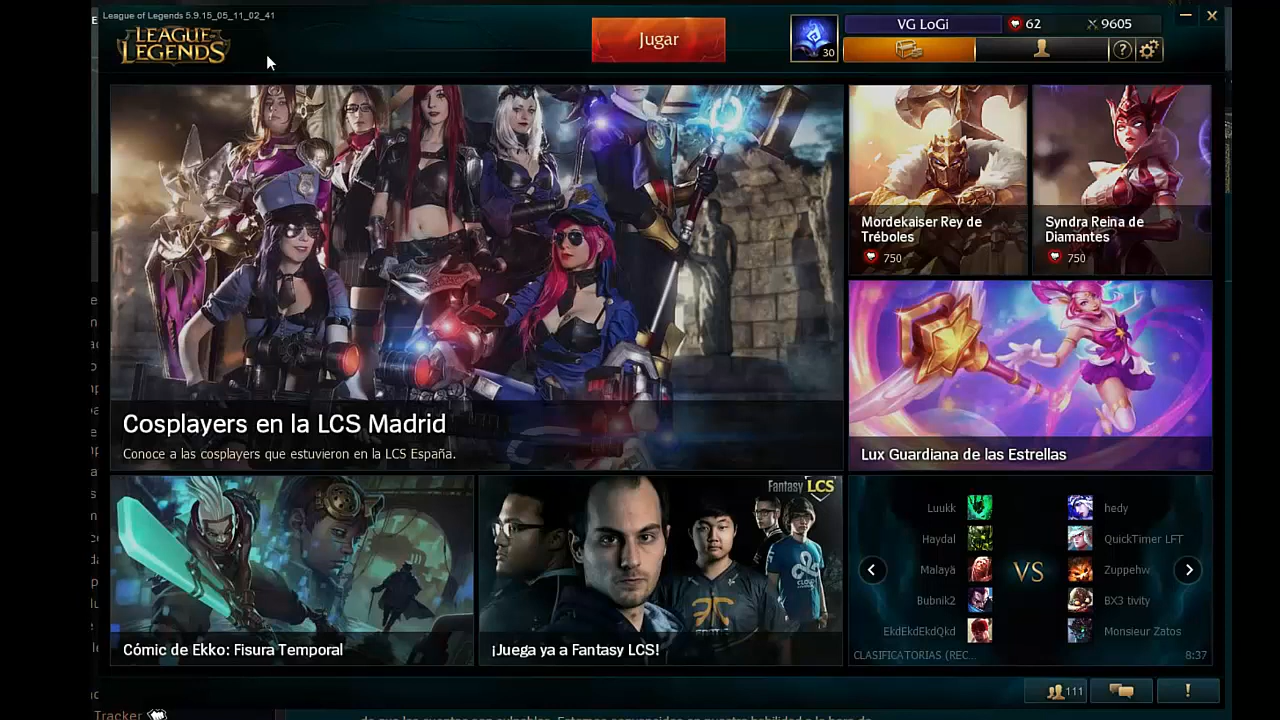 League of Legends 5.9.15_05_11_02_41
LEAGUE OF LEGENDS
Jugar
30
VG LoGi
62
9605
?
Cosplayers en la LCS Madrid
Conoce a las cosplayers que estuvieron en la LCS España.
Mordekaiser Rey de
Tréboles
750
Syndra Reina de
Diamantes
750
Lux Guardiana de las Estrellas
Cómic de Ekko: Fisura Temporal
Fantasy LCS
¡Juega ya a Fantasy LCS!
Luukk
hedy
Haydal
QuickTimer LFT
Malayä
VS
Zuppehw
Bubnik2
BX3 tivity
EkdEkdEkdQkd
Monsieur Zatos
CLASIFICATORIAS (REC...
8:37
111
!
Tracker